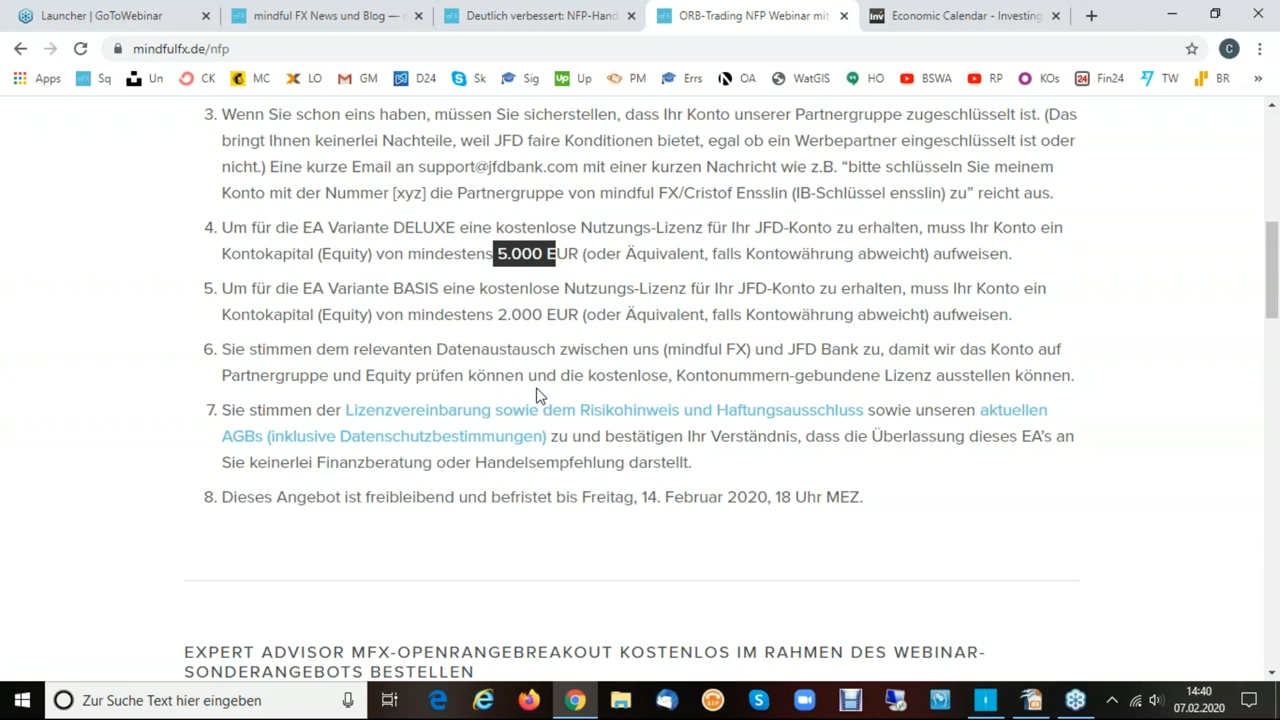 Launcher | GoToWebinar
mindful FX News und Blog — 
Deutlich verbessert: NFP-Hand
ORB-Trading NFP Webinar mit
Economic Calendar - Investing.
mindfulfx.de/nfp
C
Apps Sq Un CK MC LO GM D24 Sk Sig Up PM Errs OA WatGIS HO BSWA RP KOs Fin24 TW BR »
3. Wenn Sie schon eins haben, müssen Sie sicherstellen, dass Ihr Konto unserer Partnergruppe zugeschlüsselt ist. (Das
bringt Ihnen keinerlei Nachteile, weil JFD faire Konditionen bietet, egal ob ein Werbepartner eingeschlüsselt ist oder
nicht.) Eine kurze Email an support@jfdbank.com mit einer kurzen Nachricht wie z.B. “bitte schlüsseln Sie meinem
Konto mit der Nummer [xyz] die Partnergruppe von mindful FX/Cristof Ensslin (IB-Schlüssel ensslin) zu” reicht aus.
4. Um für die EA Variante DELUXE eine kostenlose Nutzungs-Lizenz für Ihr JFD-Konto zu erhalten, muss Ihr Konto ein
Kontokapital (Equity) von mindestens 5.000 EUR (oder Äquivalent, falls Kontowährung abweicht) aufweisen.
5. Um für die EA Variante BASIS eine kostenlose Nutzungs-Lizenz für Ihr JFD-Konto zu erhalten, muss Ihr Konto ein
Kontokapital (Equity) von mindestens 2.000 EUR (oder Äquivalent, falls Kontowährung abweicht) aufweisen.
6. Sie stimmen dem relevanten Datenaustausch zwischen uns (mindful FX) und JFD Bank zu, damit wir das Konto auf
Partnergruppe und Equity prüfen können und die kostenlose, Kontonummern-gebundene Lizenz ausstellen können.
7. Sie stimmen der Lizenzvereinbarung sowie dem Risikohinweis und Haftungsausschluss sowie unseren aktuellen
AGBs (inklusive Datenschutzbestimmungen) zu und bestätigen Ihr Verständnis, dass die Überlassung dieses EA’s an
Sie keinerlei Finanzberatung oder Handelsempfehlung darstellt.
8. Dieses Angebot ist freibleibend und befristet bis Freitag, 14. Februar 2020, 18 Uhr MEZ.
EXPERT ADVISOR MFX-OPENRANGEBREAKOUT KOSTENLOS IM RAHMEN DES WEBINAR-
SONDERANGEBOTS BESTELLEN
Zur Suche Text hier eingeben
14:40
07.02.2020